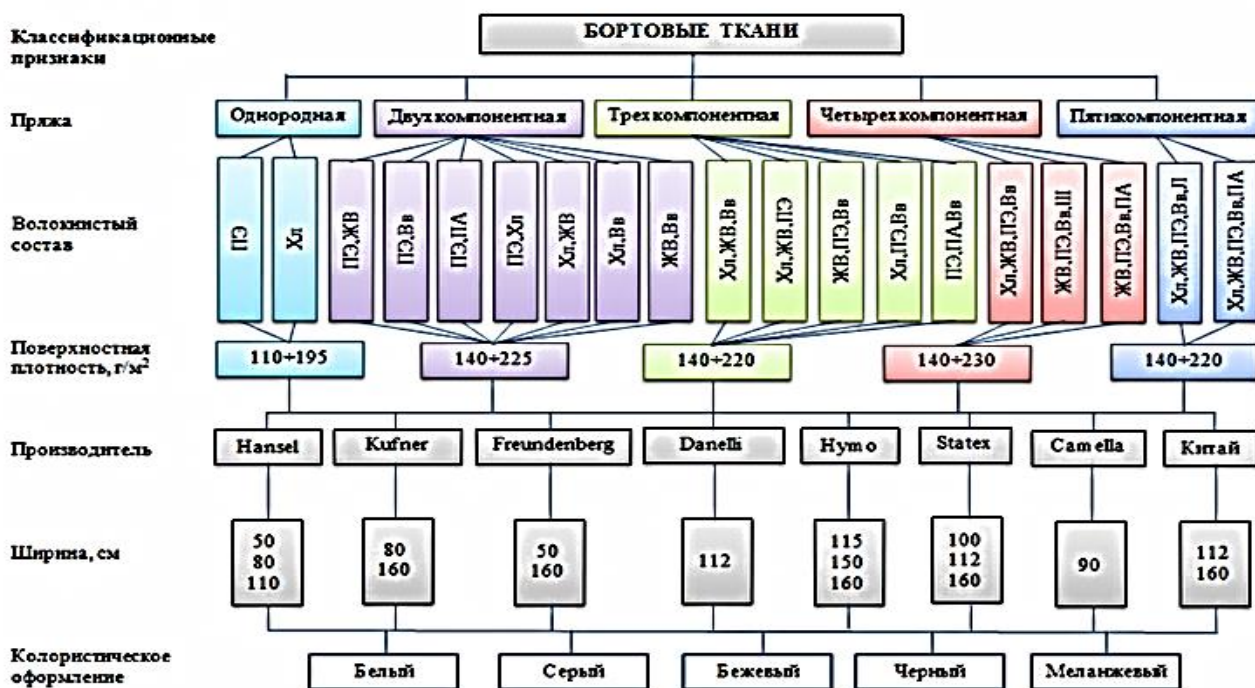 Классификационные
признаки
БОРТОВЫЕ ТКАНИ
Пряжа
Однородная
Двухкомпонентная
Трехкомпонентная
Четырехкомпонентная
Пятикомпонентная
Волокнистый
состав
ПЭ
Хл
ПЭ,ЖВ
ПЭ,Вв
ПЭ,ПА
ПЭ,Хл
Хл,ЖВ
Хл,Вв
ЖВ,Вв
Хл,ЖВ,Вв
Хл,ЖВ,ПЭ
ЖВ,ПЭ,Вв
Хл,ПЭ,Вв
ПЭ,ПА,Вв
Хл,ЖВ,ПЭ,Вв
ЖВ,ПЭ,Вв,Ш
ЖВ,ПЭ,Вв,ПА
Хл,ЖВ,ПЭ,Вв,Л
Хл,ЖВ,ПЭ,Вв,ПА
Поверхностная
плотность, г/м²
110÷195
140÷225
140÷220
140÷230
140÷220
Производитель
Hansel
Kufner
Freundenberg
Danelli
Hymo
Statex
Camella
Китай
Ширина, см
50
80
110
80
160
50
160
112
115
150
160
100
112
160
90
112
160
Колористическое
оформление
Белый
Серый
Бежевый
Черный
Меланжевый